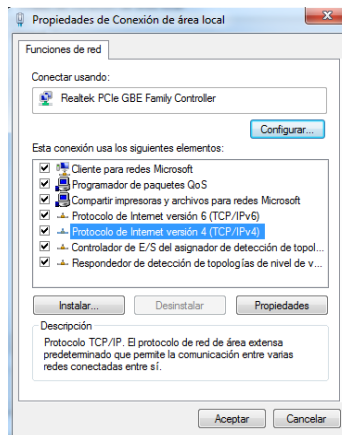 Propiedades de Conexión de área local
Funciones de red
Conectar usando:
Realtek PCIe GBE Family Controller
Configurar...
Esta conexión usa los siguientes elementos:
Cliente para redes Microsoft
Programador de paquetes QoS
Compartir impresoras y archivos para redes Microsoft
Protocolo de Internet versión 6 (TCP/IPv6)
Protocolo de Internet versión 4 (TCP/IPv4)
Controlador de E/S del asignador de detección de topol...
Respondedor de detección de topologías de nivel de v...
Instalar...
Desinstalar
Propiedades
Descripción
Protocolo TCP/IP. El protocolo de red de área extensa
predeterminado que permite la comunicación entre varias
redes conectadas entre sí.
Aceptar
Cancelar